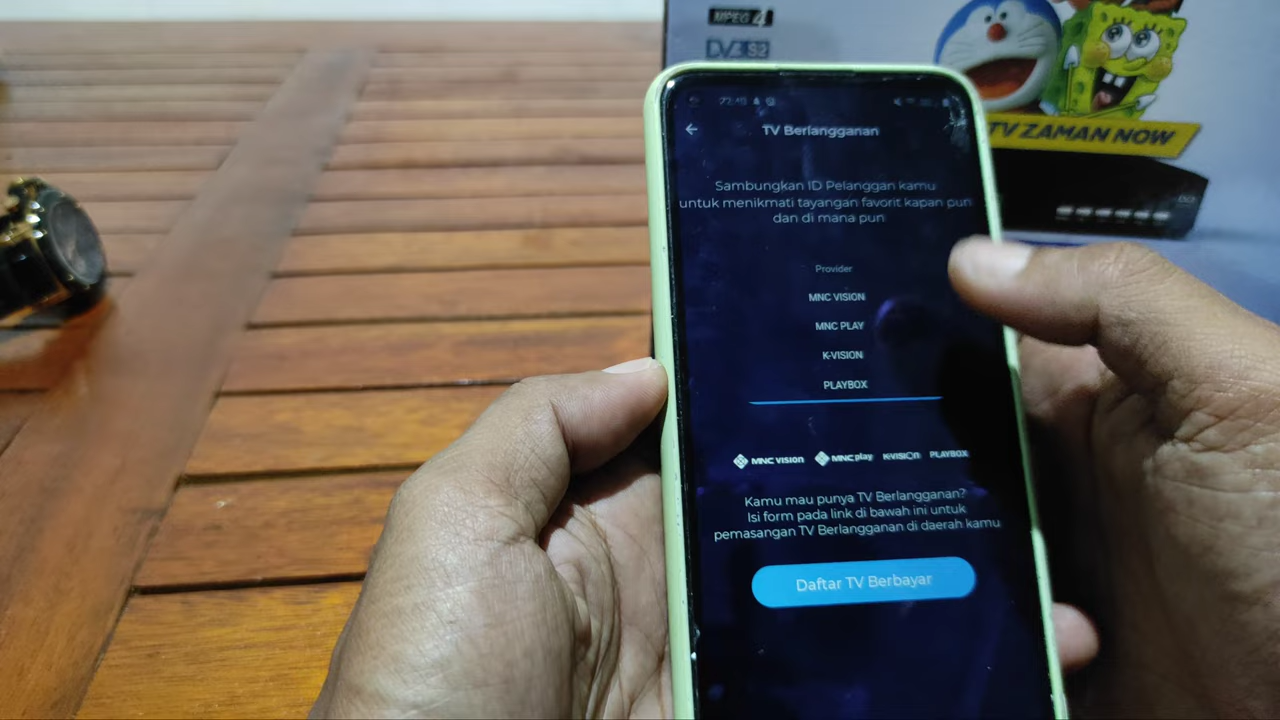 MPEG 4
DVB S2
TV ZAMAN NOW
TV Berlangganan
Sambungkan ID Pelanggan kamu
untuk menikmati tayangan favorit kapan pun
dan di mana pun
Provider
MNC VISION
MNC PLAY
K-VISION
PLAYBOX
MNC VISION MNC play K-VISION PLAYBOX
Kamu mau punya TV Berlangganan?
Isi form pada link di bawah ini untuk
pemasangan TV Berlangganan di daerah kamu
Daftar TV Berbayar